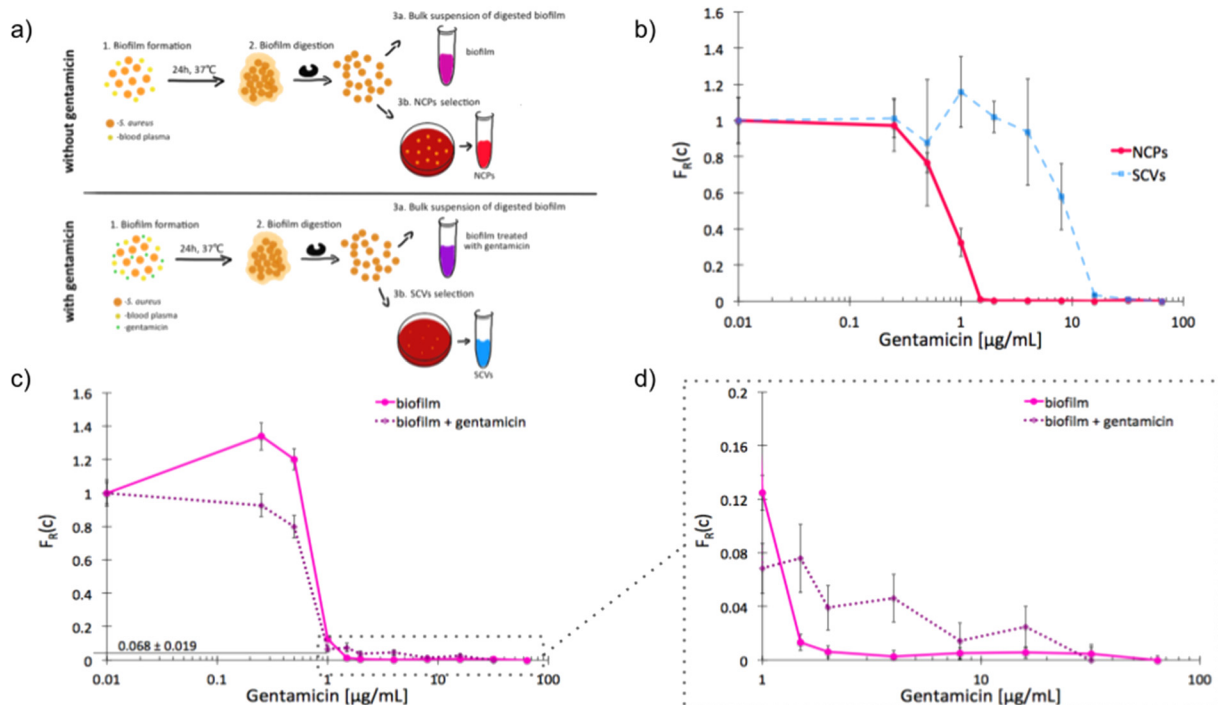 a)
without gentamicin
1. Biofilm formation
24h, 37℃
2. Biofilm digestion
3a. Bulk suspension of digested biofilm
biofilm
3b. NCPs selection
NCPs
-S. aureus
-blood plasma
with gentamicin
1. Biofilm formation
24h, 37℃
2. Biofilm digestion
3a. Bulk suspension of digested biofilm
biofilm treated
with gentamicin
3b. SCVs selection
SCVs
-S. aureus
-blood plasma
-gentamicin
b)
1.6
1.4
1.2
1
0.8
0.6
0.4
0.2
0
FR(c)
NCPs
SCVs
0.01
0.1
1
10
100
Gentamicin [µg/mL]
c)
1.6
1.4
1.2
1
0.8
0.6
0.4
0.2
0
FR(c)
biofilm
biofilm + gentamicin
0.068 ± 0.019
0.01
0.1
1
10
100
Gentamicin [µg/mL]
d)
0.2
0.16
0.12
0.08
0.04
0
FR(c)
biofilm
biofilm + gentamicin
1
10
100
Gentamicin [µg/mL]